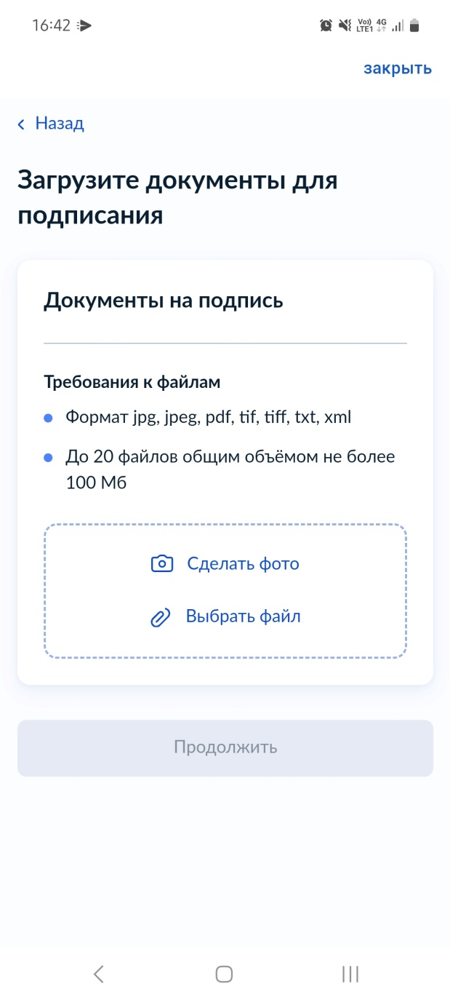 16:42
Vo)) 4G
LTE1
закрыть
Назад
Загрузите документы для
подписания
Документы на подпись
Требования к файлам
Формат jpg, jpeg, pdf, tif, tiff, txt, xml
До 20 файлов общим объёмом не более
100 Мб
Сделать фото
Выбрать файл
Продолжить